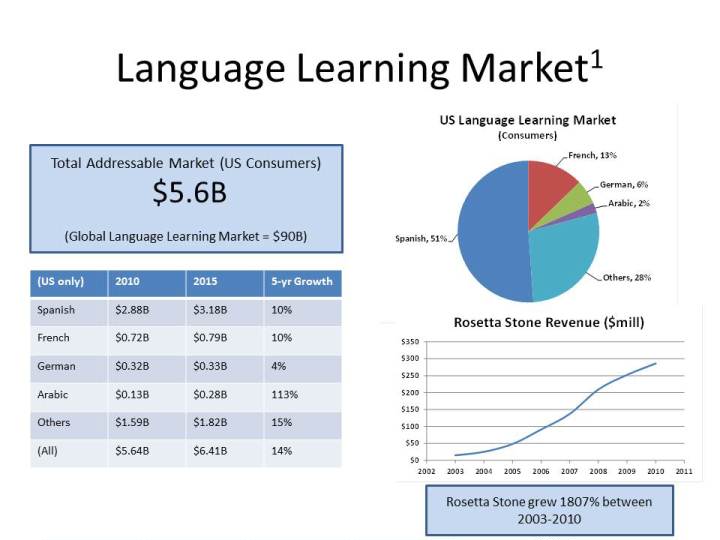 Language Learning Market1
Total Addressable Market (US Consumers)
$5.6B
(Global Language Learning Market = $90B)
(US only) 2010 2015 5-yr Growth
Spanish $2.88B $3.18B 10%
French $0.72B $0.79B 10%
German $0.32B $0.33B 4%
Arabic $0.13B $0.28B 113%
Others $1.59B $1.82B 15%
(All) $5.64B $6.41B 14%
US Language Learning Market
(Consumers)
French, 13%
German, 6%
Arabic, 2%
Spanish, 51%
Others, 28%
Rosetta Stone Revenue ($mill)
$350
$300
$250
$200
$150
$100
$50
$0
2002 2003 2004 2005 2006 2007 2008 2009 2010 2011
Rosetta Stone grew 1807% between
2003-2010